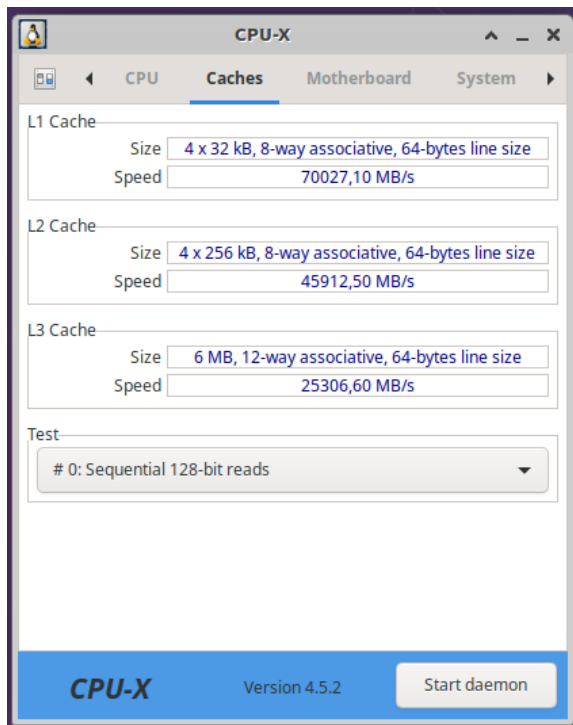 CPU-X
CPU Caches Motherboard System
L1 Cache
Size 4 x 32 kB, 8-way associative, 64-bytes line size
Speed 70027,10 MB/s
L2 Cache
Size 4 x 256 kB, 8-way associative, 64-bytes line size
Speed 45912,50 MB/s
L3 Cache
Size 6 MB, 12-way associative, 64-bytes line size
Speed 25306,60 MB/s
Test
# 0: Sequential 128-bit reads
CPU-X Version 4.5.2 Start daemon